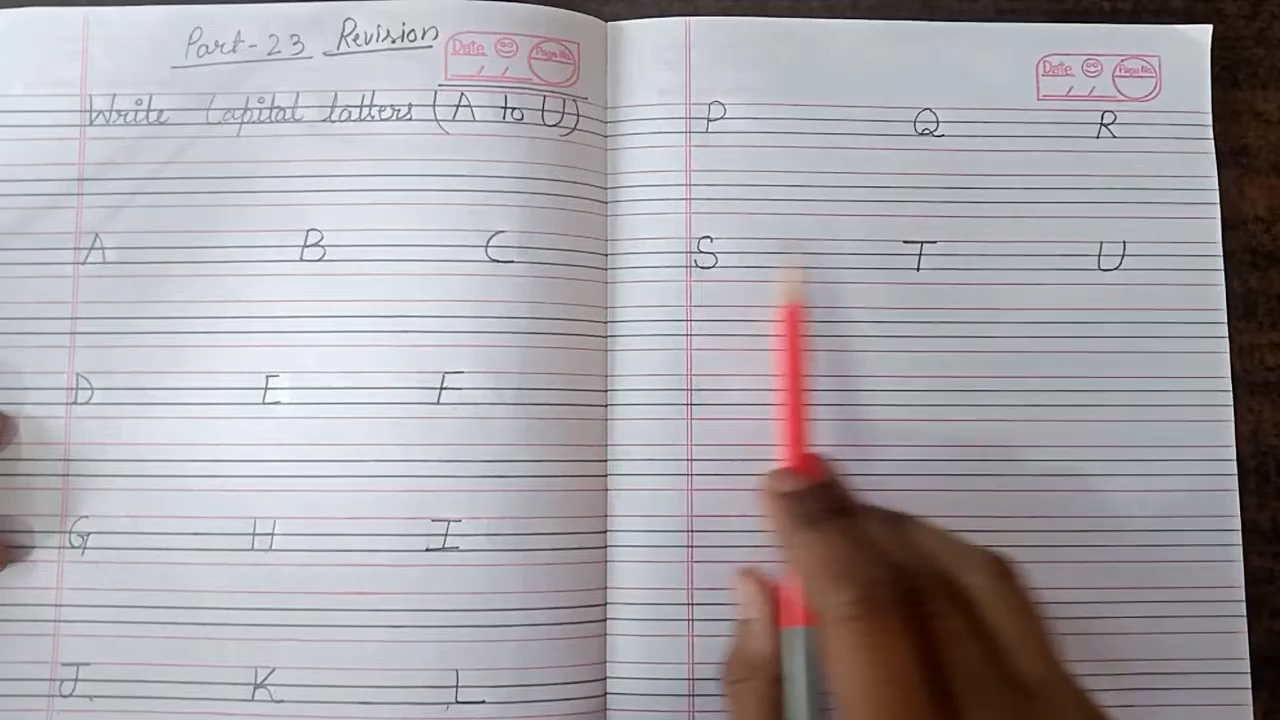 Part-23 Revision
Date Page No.
Write Capital latters (A to U)
A B C
D E F
G H I
J K L
Date Page No.
P Q R
S T U